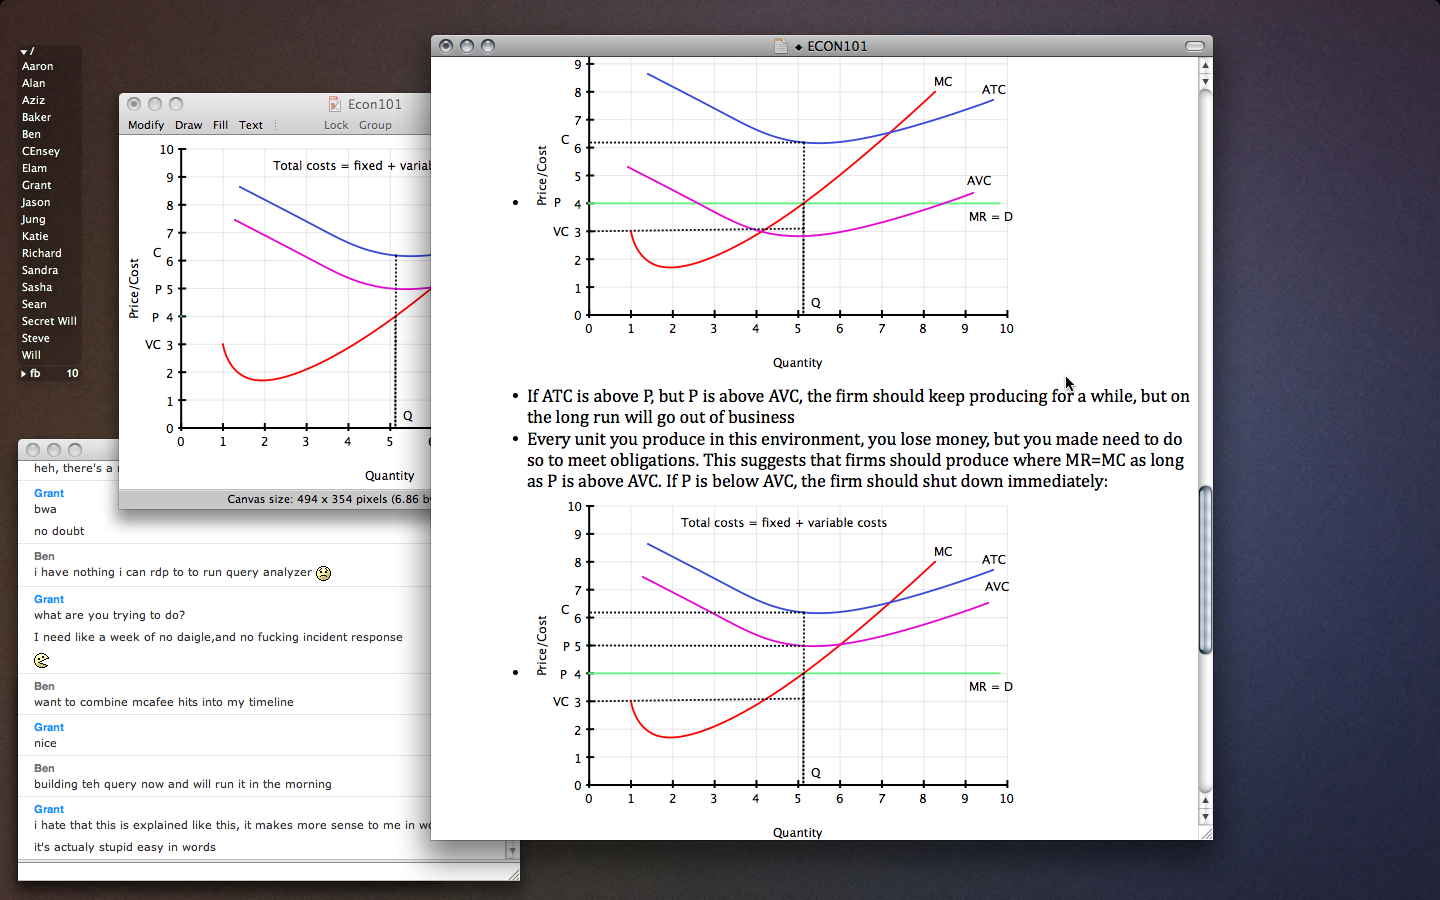 /
Aaron
Alan
Aziz
Baker
Ben
CEnsey
Elam
Grant
Jason
Jung
Katie
Richard
Sandra
Sasha
Sean
Secret Will
Steve
Will
fb 10
Econ101
Modify Draw Fill Text Lock Group
Total costs = fixed +
10
9
8
7
C 6
P 5
P 4
VC 3
2
1
0
Price/Cost
0 1 2 3 4 5
Q
Quantity
Canvas size: 494 x 354 pixels (6.86
heh, there's a
Grant
bwa
no doubt
Ben
i have nothing i can rdp to to run query analyzer
Grant
what are you trying to do?
I need like a week of no daigle,and no fucking incident response
Ben
want to combine mcafee hits into my timeline
Grant
nice
Ben
building teh query now and will run it in the morning
Grant
i hate that this is explained like this, it makes more sense to me in
it's actualy stupid easy in words
ECON101
9
8
7
C
6
5
P 4
VC 3
2
1
0
Price/Cost
MC
ATC
AVC
MR = D
Q
0 1 2 3 4 5 6 7 8 9 10
Quantity
• If ATC is above P, but P is above AVC, the firm should keep producing for a while, but on
the long run will go out of business
• Every unit you produce in this environment, you lose money, but you made need to do
so to meet obligations. This suggests that firms should produce where MR=MC as long
as P is above AVC. If P is below AVC, the firm should shut down immediately:
Total costs = fixed + variable costs
10
9
8
7
C
6
P 5
P 4
VC 3
2
1
0
Price/Cost
MC
ATC
AVC
MR = D
Q
0 1 2 3 4 5 6 7 8 9 10
Quantity